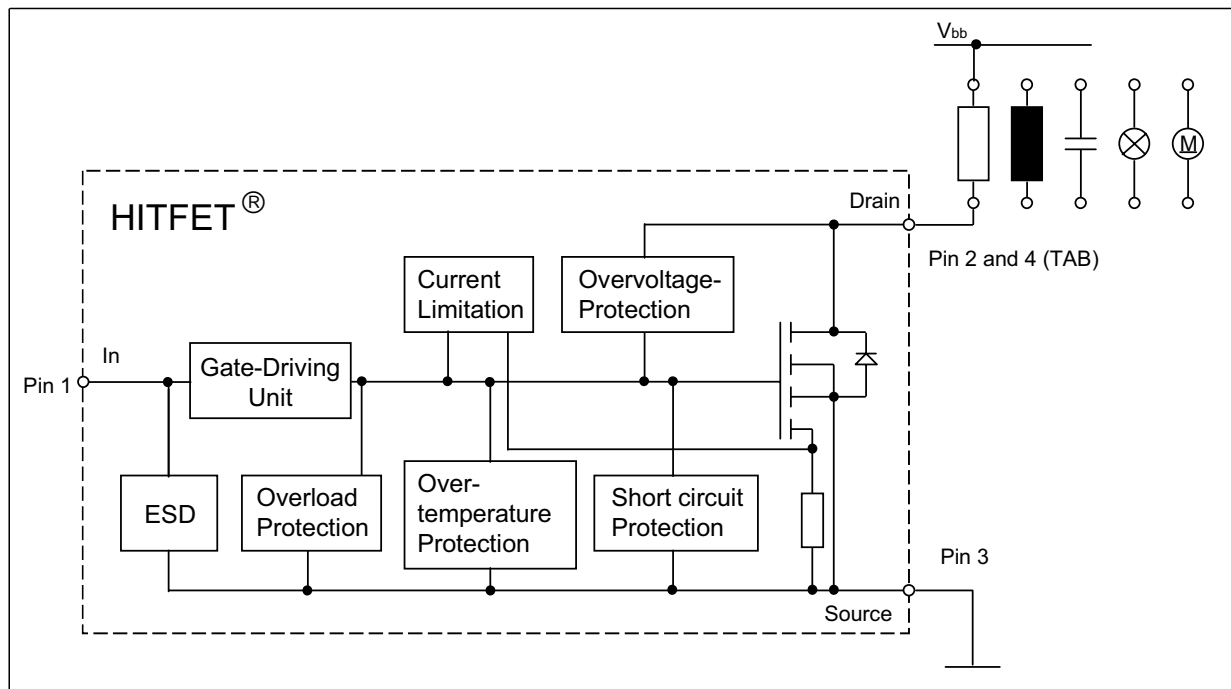 Vbb
HITFET ®
Drain
Pin 2 and 4 (TAB)
Current
Limitation
Overvoltage-
Protection
In
Pin 1
Gate-Driving
Unit
M
ESD
Overload
Protection
Over-
temperature
Protection
Short circuit
Protection
Pin 3
Source